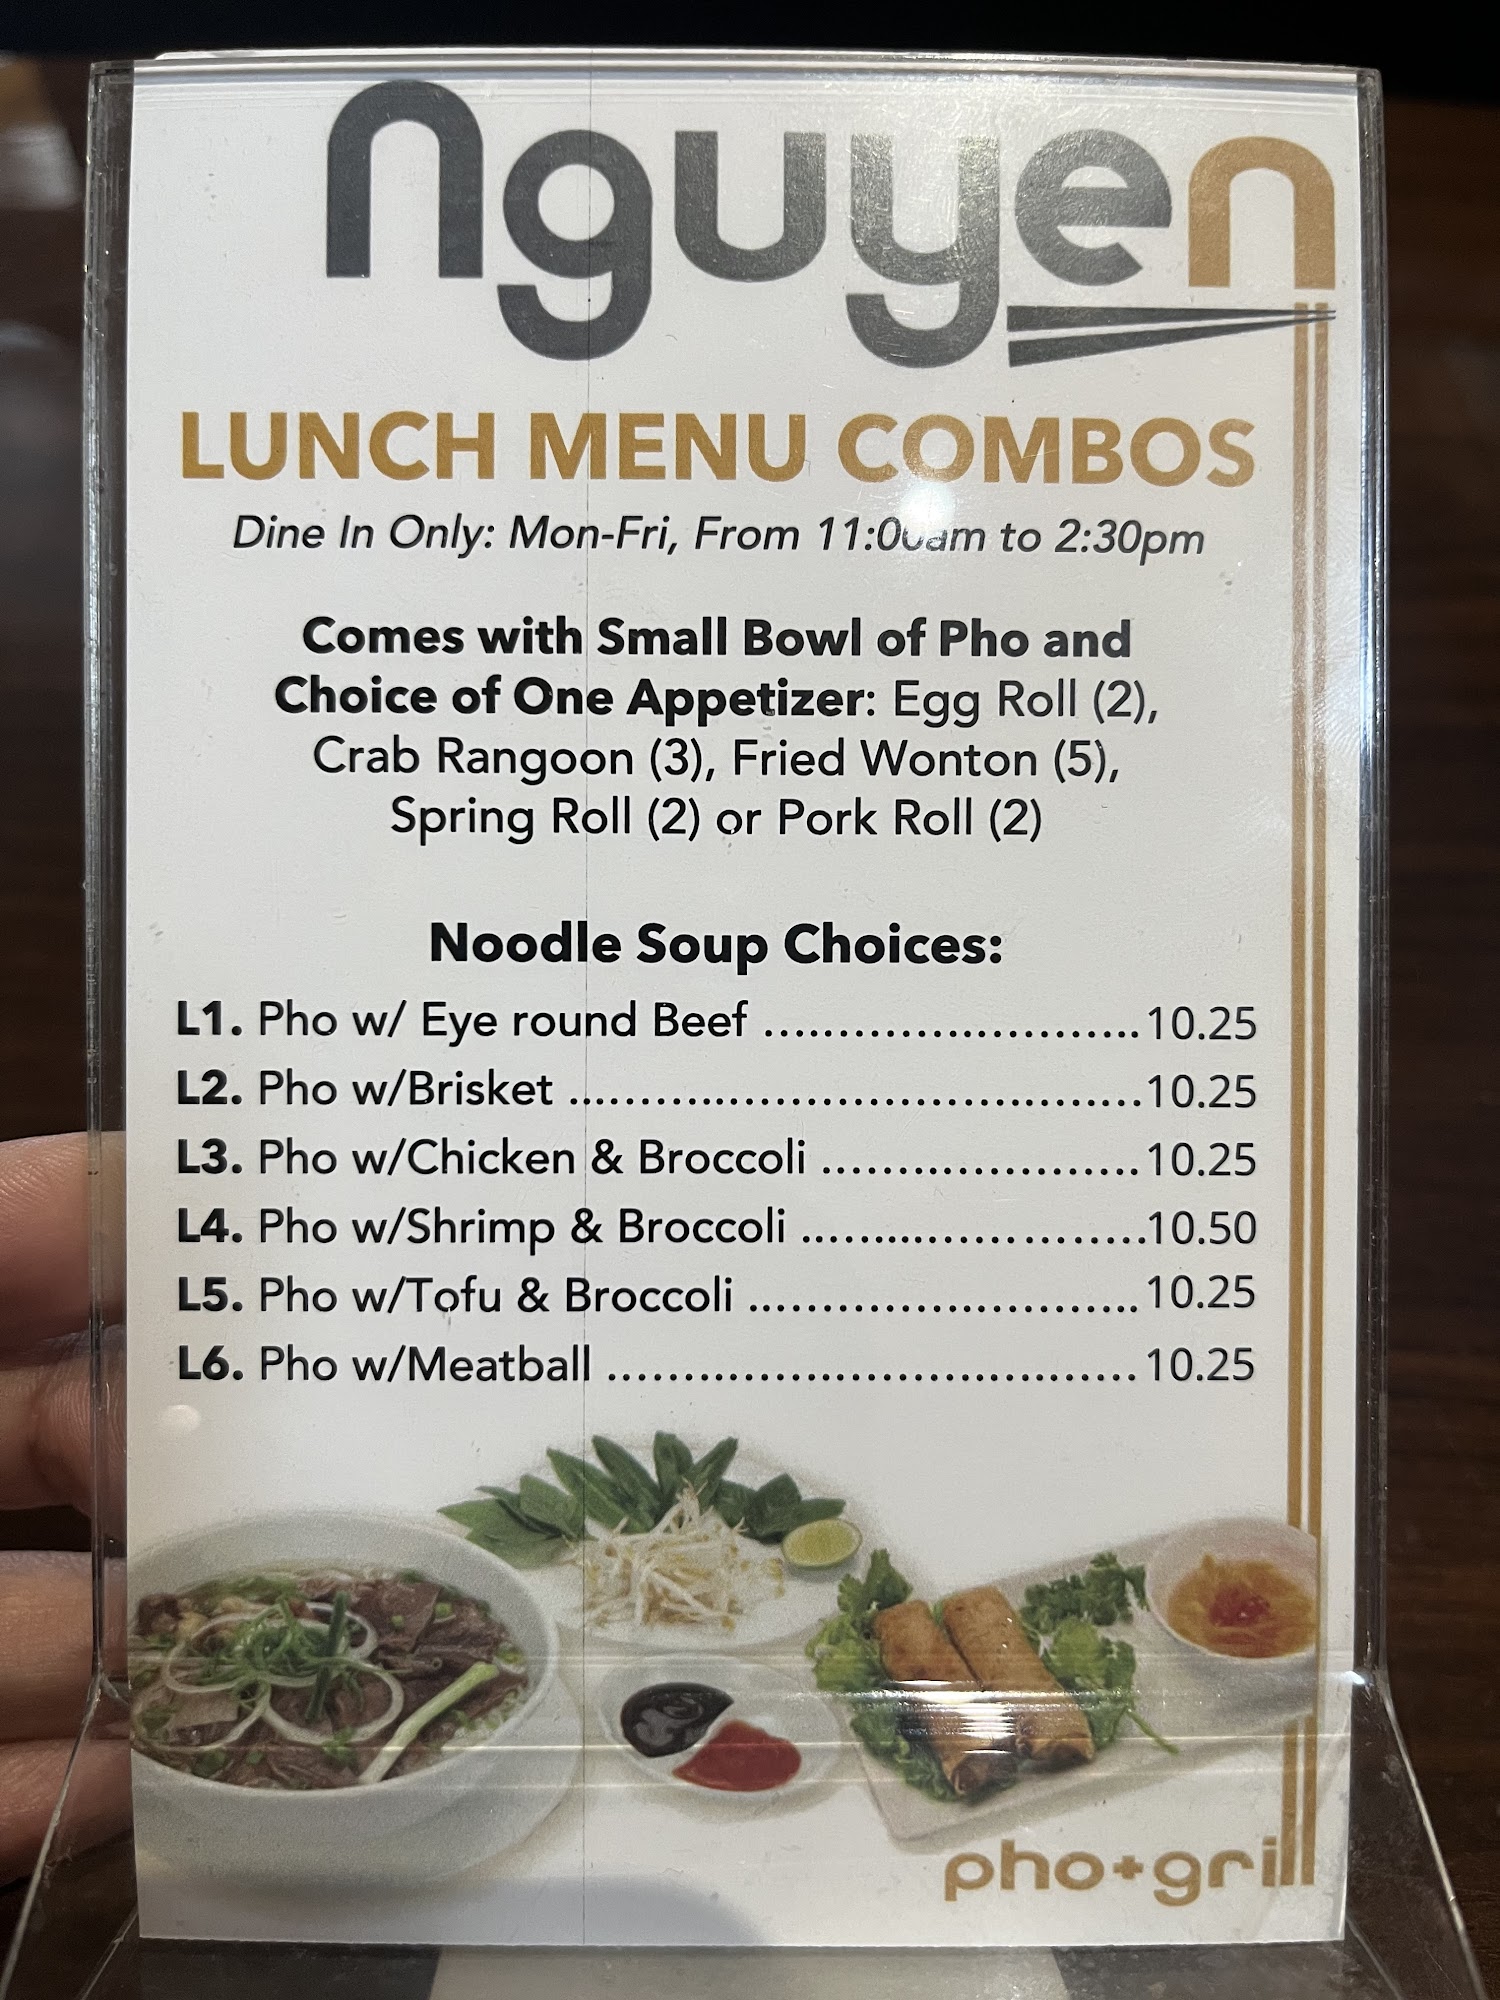 nguyen
LUNCH MENU COMBOS
Dine In Only: Mon-Fri, From 11:00am to 2:30pm
Comes with Small Bowl of Pho and
Choice of One Appetizer: Egg Roll (2),
Crab Rangoon (3), Fried Wonton (5),
Spring Roll (2) or Pork Roll (2)
Noodle Soup Choices:
L1. Pho w/ Eye round Beef ........................ 10.25
L2. Pho w/Brisket ........................ 10.25
L3. Pho w/Chicken & Broccoli ........................ 10.25
L4. Pho w/Shrimp & Broccoli ........................ 10.50
L5. Pho w/Tofu & Broccoli ........................ 10.25
L6. Pho w/Meatball ........................ 10.25
pho+grill